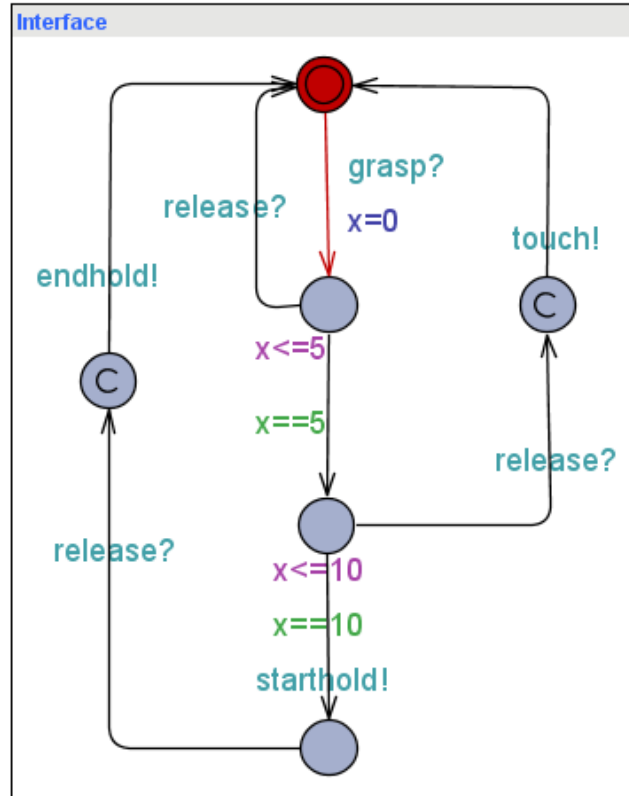 Interface
grasp?
release?
x=0
touch!
endhold!
C
x<=5
C
x==5
release?
release?
x<=10
x==10
starthold!